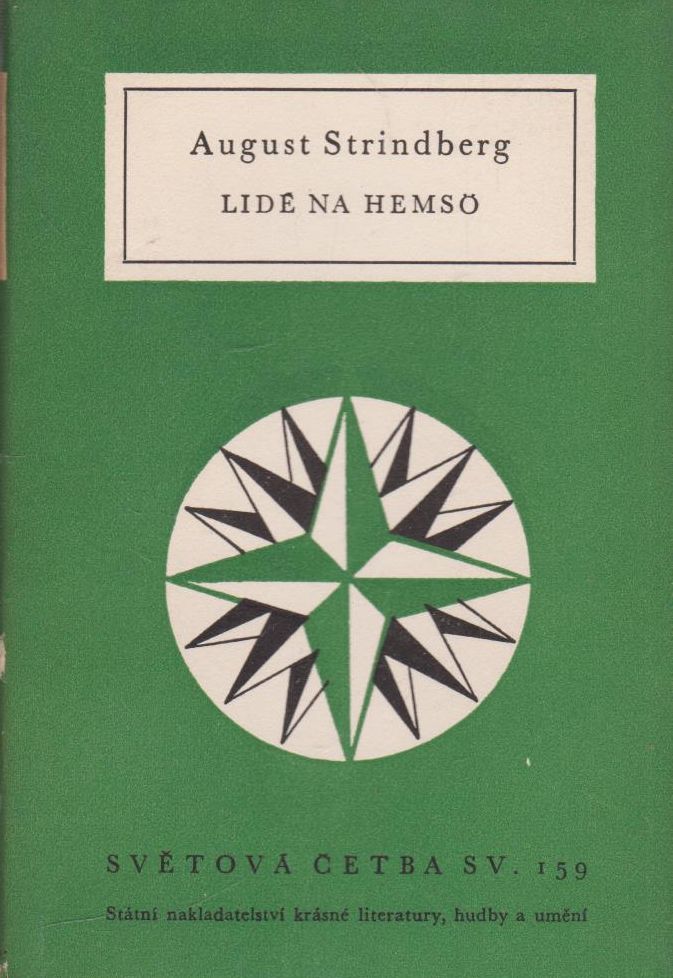 August Strindberg
LIDÉ NA HEMSÖ
SVĚTOVÁ ČETBA SV. 159
Státní nakladatelství krásné literatury, hudby a umění